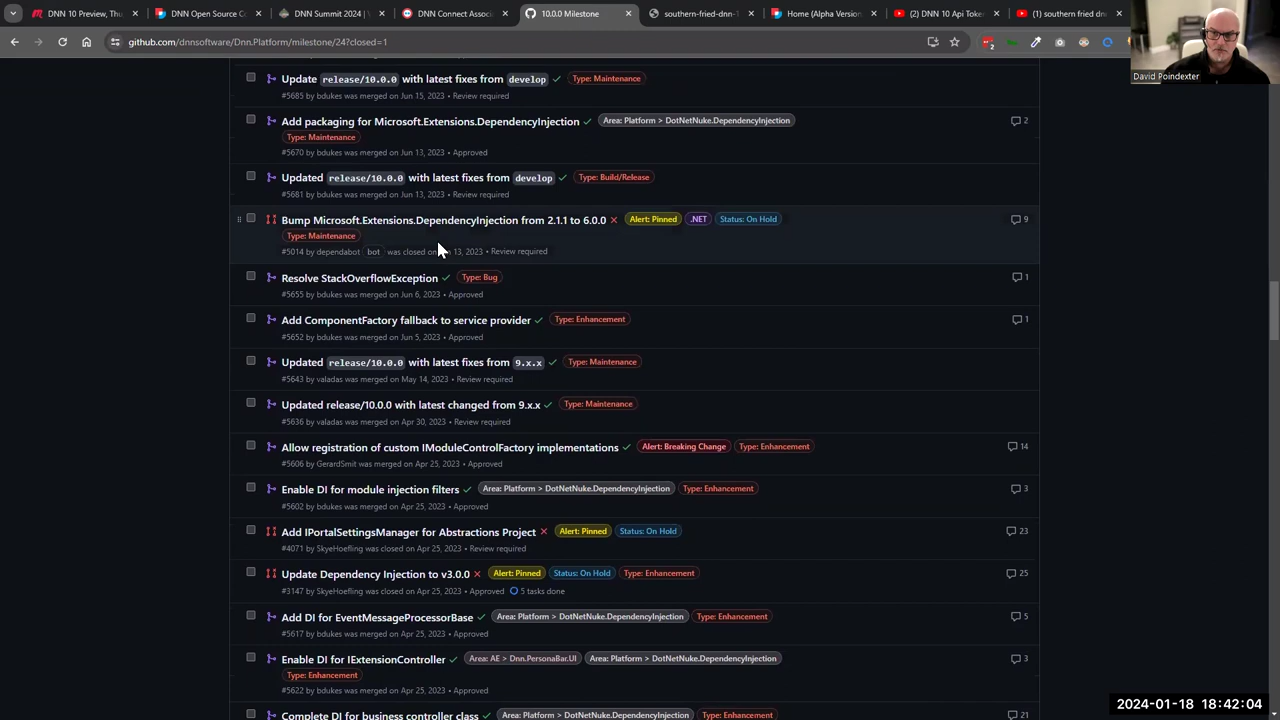 DNN 10 Preview, Thu
DNN Open Source C
DNN Summit 2024 | 
DNN Connect Assoc
10.0.0 Milestone
southern-fried-dnn-
Home (Alpha Version
(2) DNN 10 Api Token
(1) southern fried dn
github.com/dnnsoftware/Dnn.Platform/milestone/24?closed=1
David Poindexter
Update release/10.0.0 with latest fixes from develop Type: Maintenance
#5685 by bdukes was merged on Jun 15, 2023 • Review required
Add packaging for Microsoft.Extensions.DependencyInjection Area: Platform > DotNetNuke.DependencyInjection 2
Type: Maintenance
#5670 by bdukes was merged on Jun 13, 2023 • Approved
Updated release/10.0.0 with latest fixes from develop Type: Build/Release
#5681 by bdukes was merged on Jun 13, 2023 • Review required
Bump Microsoft.Extensions.DependencyInjection from 2.1.1 to 6.0.0 Alert: Pinned .NET Status: On Hold 9
Type: Maintenance
#5014 by dependabot bot was closed on Jun 13, 2023 • Review required
Resolve StackOverflowException Type: Bug 1
#5655 by bdukes was merged on Jun 6, 2023 • Approved
Add ComponentFactory fallback to service provider Type: Enhancement 1
#5652 by bdukes was merged on Jun 5, 2023 • Approved
Updated release/10.0.0 with latest fixes from 9.x.x Type: Maintenance
#5643 by valadas was merged on May 14, 2023 • Review required
Updated release/10.0.0 with latest changed from 9.x.x Type: Maintenance
#5636 by valadas was merged on Apr 30, 2023 • Review required
Allow registration of custom IModuleControlFactory implementations Alert: Breaking Change Type: Enhancement 14
#5606 by GerardSmit was merged on Apr 25, 2023 • Approved
Enable DI for module injection filters Area: Platform > DotNetNuke.DependencyInjection Type: Enhancement 3
#5602 by bdukes was merged on Apr 25, 2023 • Approved
Add IPortalSettingsManager for Abstractions Project Alert: Pinned Status: On Hold 23
#4071 by SkyeHoefling was closed on Apr 25, 2023 • Review required
Update Dependency Injection to v3.0.0 Alert: Pinned Status: On Hold Type: Enhancement 25
#3147 by SkyeHoefling was closed on Apr 25, 2023 • Approved 5 tasks done
Add DI for EventMessageProcessorBase Area: Platform > DotNetNuke.DependencyInjection Type: Enhancement 5
#5617 by bdukes was merged on Apr 25, 2023 • Approved
Enable DI for IExtensionController Area: AE > Dnn.PersonaBar.UI Area: Platform > DotNetNuke.DependencyInjection 3
Type: Enhancement
#5622 by bdukes was merged on Apr 25, 2023 • Approved
Complete DI for business controller class Area: Platform > DotNetNuke.DependencyInjection Type: Enhancement 21
2024-01-18 18:42:04